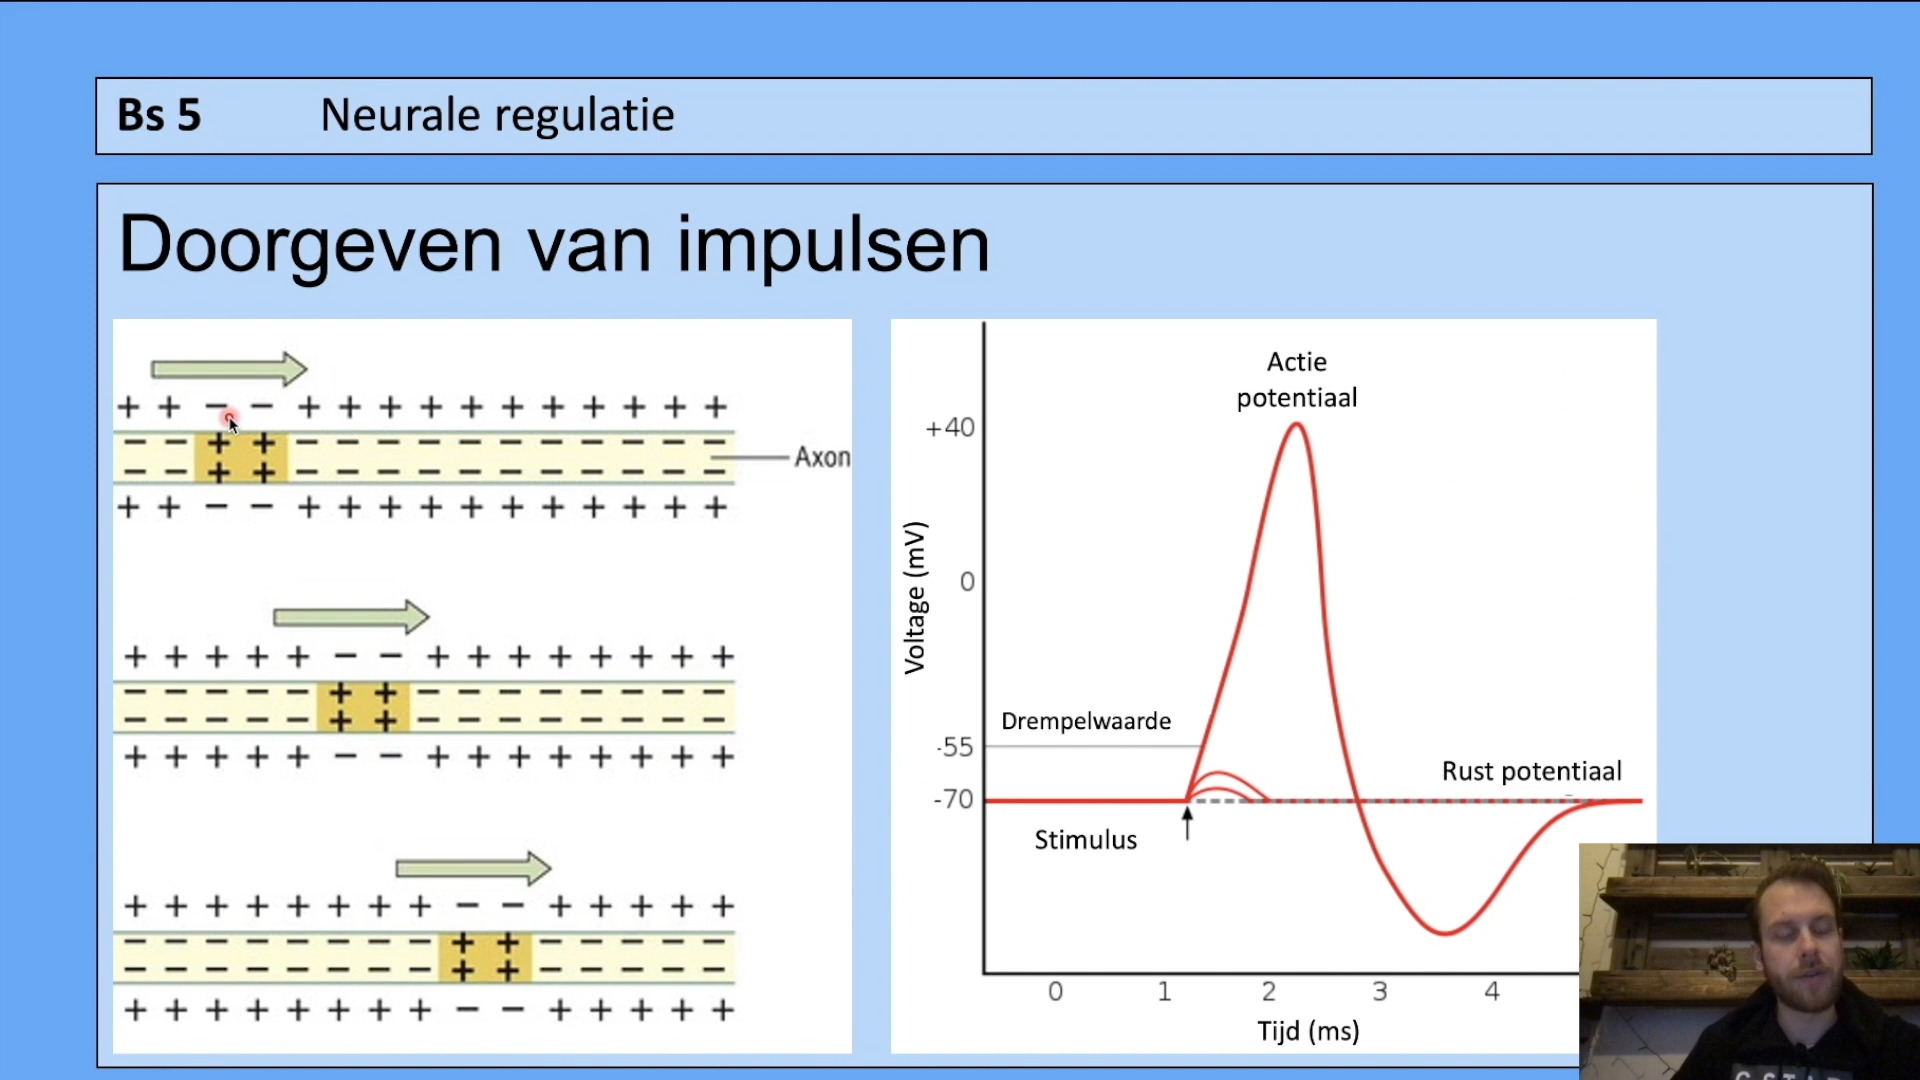 Bs 5 Neurale regulatie
Doorgeven van impulsen
+ + − − + + + + + + + + + + +
− − + + − − − − − − − − − − −
Axon
− − + + − − − − − − − − − − −
+ + − − + + + + + + + + + + +
+ + + + + − − + + + + + + + +
− − − − − + + − − − − − − − −
− − − − − + + − − − − − − − −
+ + + + + − − + + + + + + + +
+ + + + + + + + − − + + + + +
− − − − − − − − + + − − − − −
− − − − − − − − + + − − − − −
+ + + + + + + + − − + + + + +
Actie
potentiaal
+40
0
Voltage (mV)
Drempelwaarde
-55
Rust potentiaal
-70
Stimulus
0 1 2 3 4
Tijd (ms)